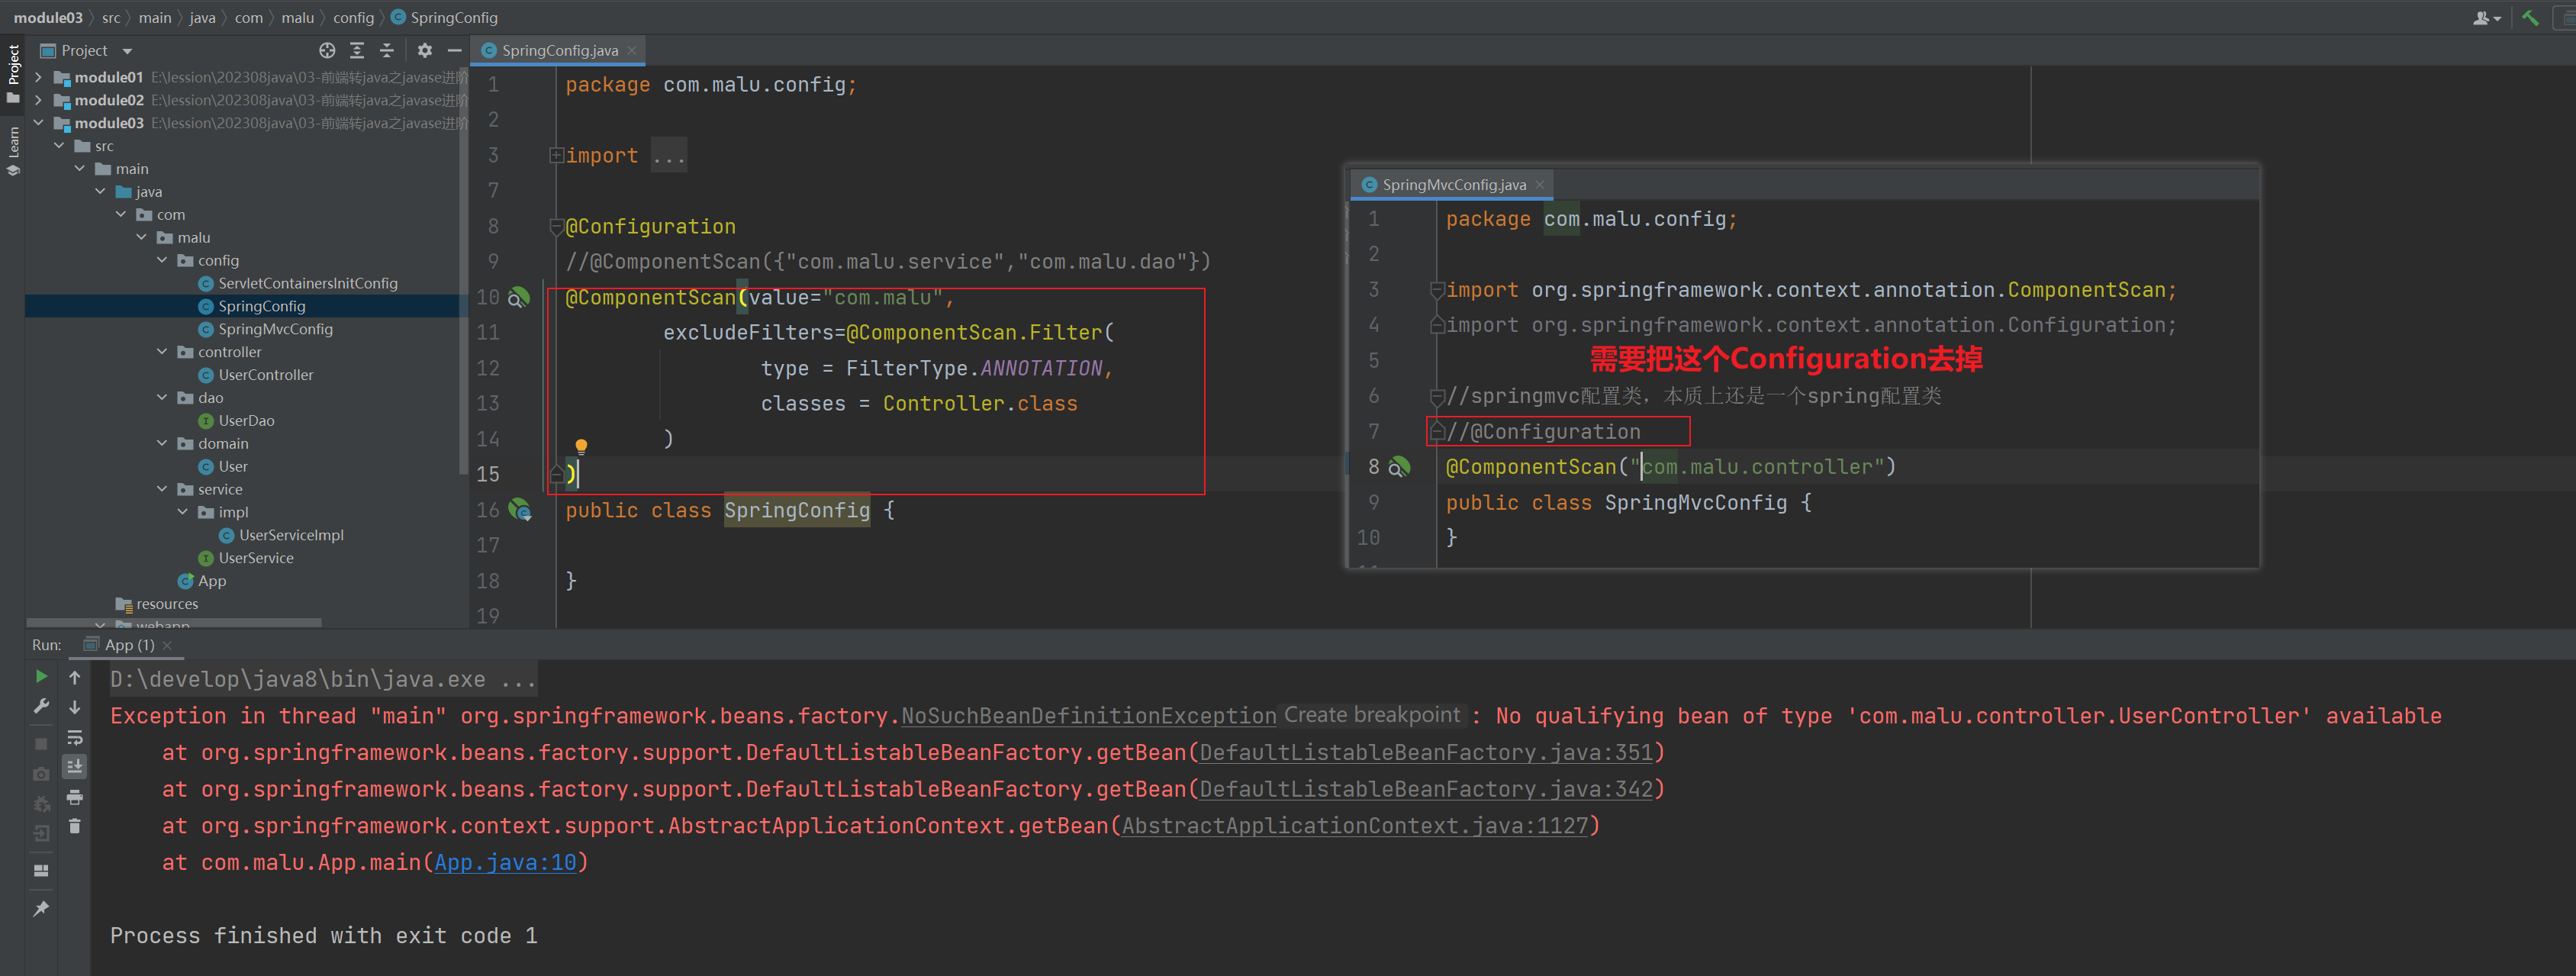 module03 〉 src 〉 main 〉 java 〉 com 〉 malu 〉 config 〉 SpringConfig
Project
Learn
Project
module01 E:\lession\202308java\03-前端转java之javase进阶
module02 E:\lession\202308java\03-前端转java之javase进阶
module03 E:\lession\202308java\03-前端转java之javase进阶
src
main
java
com
malu
config
ServletContainersInitConfig
SpringConfig
SpringMvcConfig
controller
UserController
dao
UserDao
domain
User
service
impl
UserServiceImpl
UserService
App
resources
webapp
SpringConfig.java
1 package com.malu.config;
2
3 import ...
7
8 @Configuration
9 //@ComponentScan({"com.malu.service","com.malu.dao"})
10 @ComponentScan(value="com.malu",
11 excludeFilters=@ComponentScan.Filter(
12 type = FilterType.ANNOTATION,
13 classes = Controller.class
14 )
15 )
16 public class SpringConfig {
17
18 }
19
SpringMvcConfig.java
1 package com.malu.config;
2
3 import org.springframework.context.annotation.ComponentScan;
4 import org.springframework.context.annotation.Configuration;
5
需要把这个Configuration去掉
6 //springmvc配置类，本质上还是一个spring配置类
7 //@Configuration
8 @ComponentScan("com.malu.controller")
9 public class SpringMvcConfig {
10 }
Run: App (1)
D:\develop\java8\bin\java.exe ...
Exception in thread "main" org.springframework.beans.factory.NoSuchBeanDefinitionException Create breakpoint : No qualifying bean of type 'com.malu.controller.UserController' available
at org.springframework.beans.factory.support.DefaultListableBeanFactory.getBean(DefaultListableBeanFactory.java:351)
at org.springframework.beans.factory.support.DefaultListableBeanFactory.getBean(DefaultListableBeanFactory.java:342)
at org.springframework.context.support.AbstractApplicationContext.getBean(AbstractApplicationContext.java:1127)
at com.malu.App.main(App.java:10)
Process finished with exit code 1